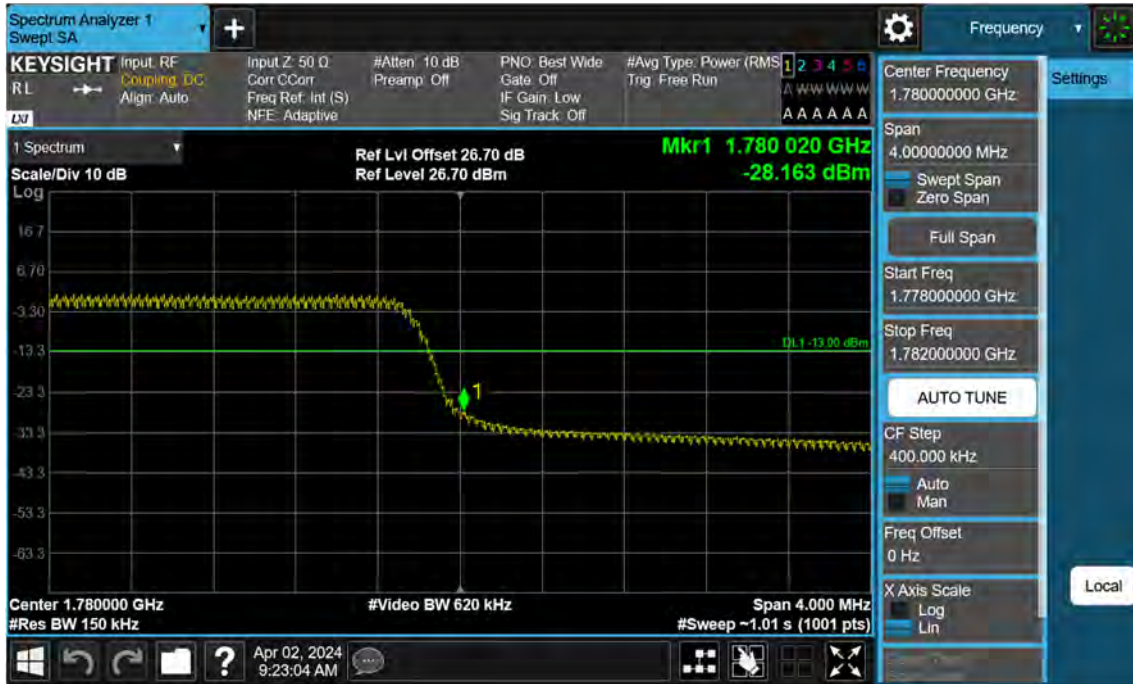 Spectrum Analyzer 1
Swept SA
+
Frequency
KEYSIGHT
RL
LXI
Input: RF
Coupling: DC
Align: Auto
Input Z: 50 Ω
Corr CCorr
Freq Ref: Int (S)
NFE: Adaptive
#Atten: 10 dB
Preamp: Off
PNO: Best Wide
Gate: Off
IF Gain: Low
Sig Track: Off
#Avg Type: Power (RMS
Trig: Free Run
1 2 3 4 5 6
A W W W W W
A A A A A A
1 Spectrum
Scale/Div 10 dB
Ref Lvl Offset 26.70 dB
Ref Level 26.70 dBm
Mkr1 1.780 020 GHz
-28.163 dBm
Log
16.7
6.70
-3.30
-13.3
-23.3
-33.3
-43.3
-53.3
-63.3
DL1 -13.00 dBm
1
Center 1.780000 GHz
#Video BW 620 kHz
Span 4.000 MHz
#Res BW 150 kHz
#Sweep ~1.01 s (1001 pts)
Center Frequency
1.780000000 GHz
Span
4.00000000 MHz
Swept Span
Zero Span
Full Span
Start Freq
1.778000000 GHz
Stop Freq
1.782000000 GHz
AUTO TUNE
CF Step
400.000 kHz
Auto
Man
Freq Offset
0 Hz
X Axis Scale
Log
Lin
Settings
Local
?
Apr 02, 2024
9:23:04 AM